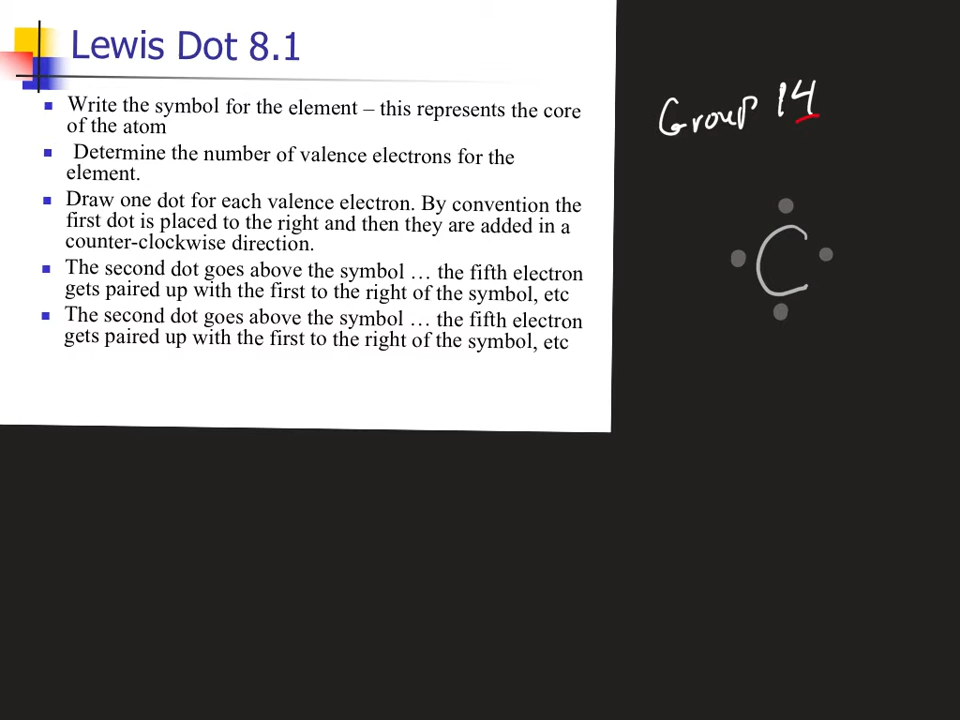 Lewis Dot 8.1
Write the symbol for the element – this represents the core
of the atom
Determine the number of valence electrons for the
element.
Draw one dot for each valence electron. By convention the
first dot is placed to the right and then they are added in a
counter-clockwise direction.
The second dot goes above the symbol … the fifth electron
gets paired up with the first to the right of the symbol, etc
The second dot goes above the symbol … the fifth electron
gets paired up with the first to the right of the symbol, etc
Group 14
C